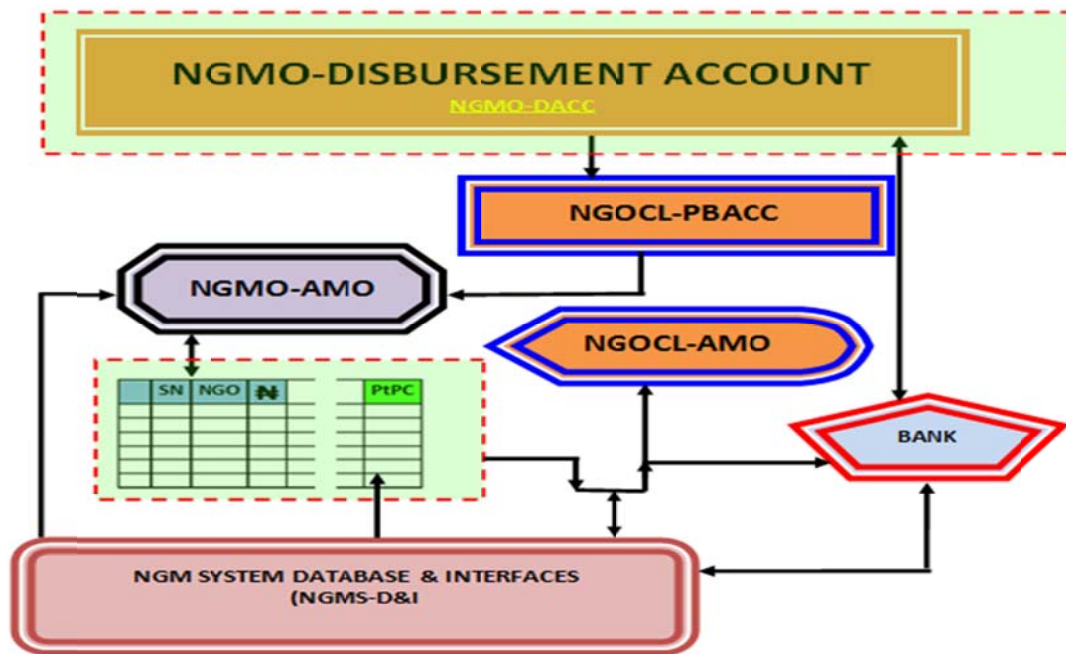 NGMO-DISBURSEMENT ACCOUNT
NGMO-DACC
NGOCL-PBACC
NGMO-AMO
NGOCL-AMO
SN NGO ₦ PtPC
BANK
NGM SYSTEM DATABASE & INTERFACES
(NGMS-D&I